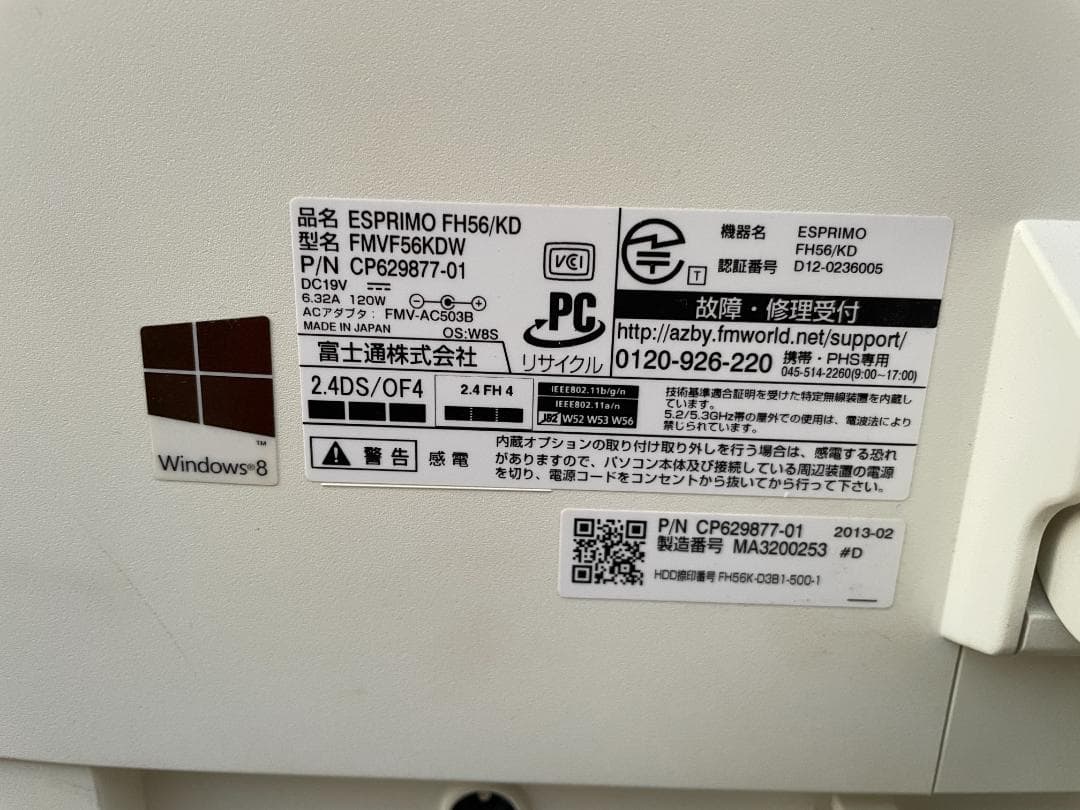 品名 ESPRIMO FH56/KD
型名 FMVF56KDW
P/N CP629877-01
DC19V
6.32A 120W
ACアダプタ： FMV-AC503B
MADE IN JAPAN
OS:W8S
富士通株式会社
VCI
PC
リサイクル
T
機器名 ESPRIMO
FH56/KD
認証番号 D12-0236005
故障・修理受付
http://azby.fmworld.net/support/
0120-926-220 携帯・PHS専用
045-514-2260(9:00~17:00)
2.4DS/OF4
2.4 FH 4
IEEE802.11b/g/n
IEEE802.11a/n
J52 W52 W53 W56
技術基準適合証明を受けた特定無線装置を内蔵し
ています。
5.2/5.3GHz帯の屋外での使用は、電波法により
禁じられています。
警告 感電
内蔵オプションの取り付け取り外しを行う場合は、感電する恐れ
がありますので、パソコン本体及び接続している周辺装置の電源
を切り、電源コードをコンセントから抜いてから行って下さい。
TM
Windows®8
P/N CP629877-01 2013-02
製造番号 MA3200253 #D
HDD捺印番号 FH56K-D3B1-500-1